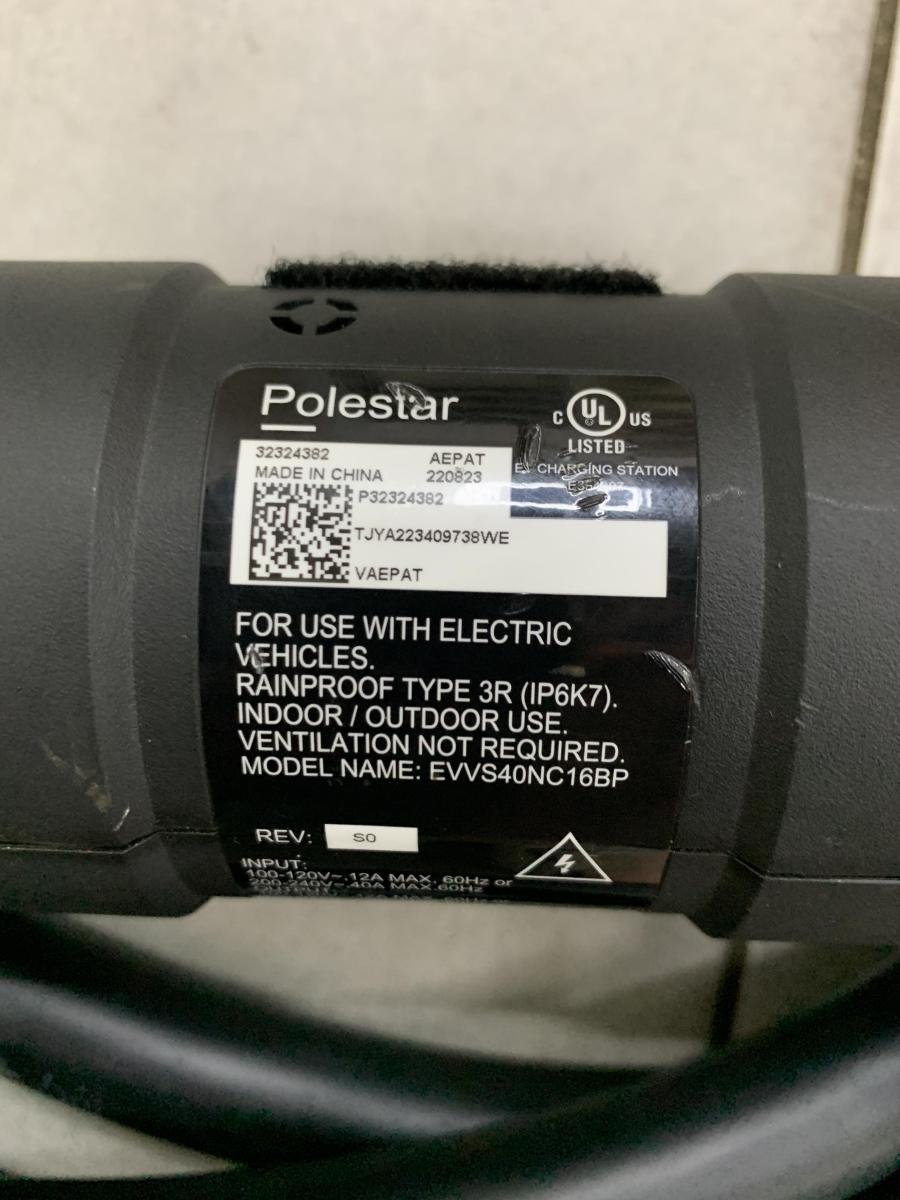 Polestar
C UL US
LISTED
32324382 AEPAT
MADE IN CHINA 220823
CHARGING STATION
P32324382
TJYA223409738WE
VAEPAT
FOR USE WITH ELECTRIC
VEHICLES.
RAINPROOF TYPE 3R (IP6K7).
INDOOR / OUTDOOR USE.
VENTILATION NOT REQUIRED.
MODEL NAME: EVVS40NC16BP
REV: S0
INPUT:
100-120V~,12A MAX, 60Hz or
200-240V~,40A MAX,60Hz